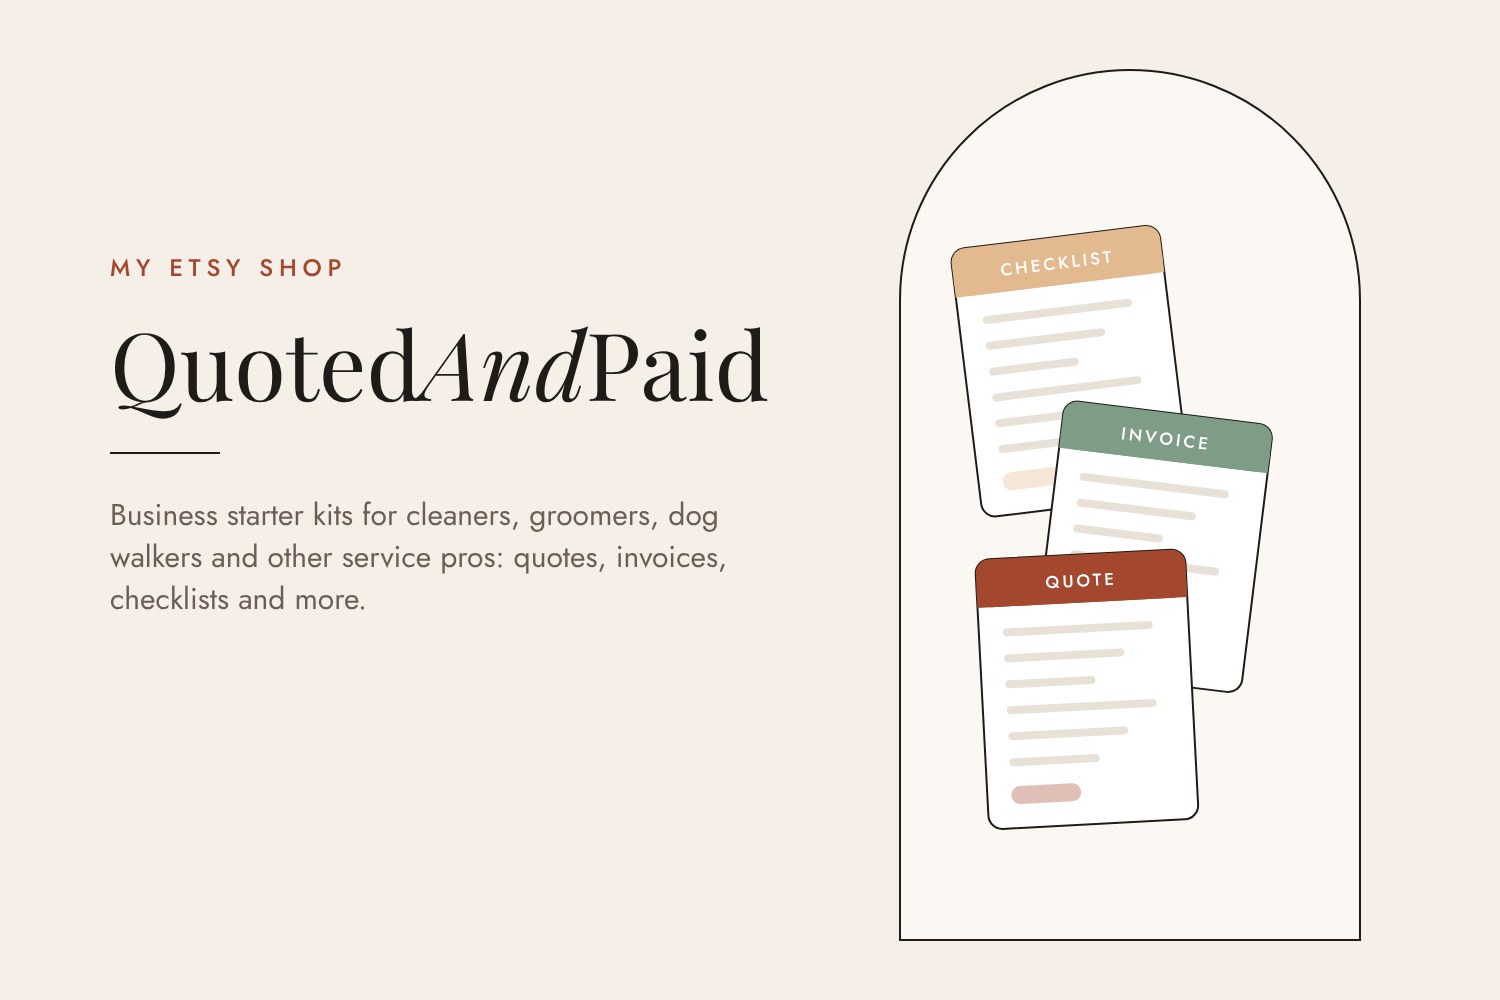 MY ETSY SHOP
QuotedAndPaid
Business starter kits for cleaners, groomers, dog
walkers and other service pros: quotes, invoices,
checklists and more.
CHECKLIST
INVOICE
QUOTE